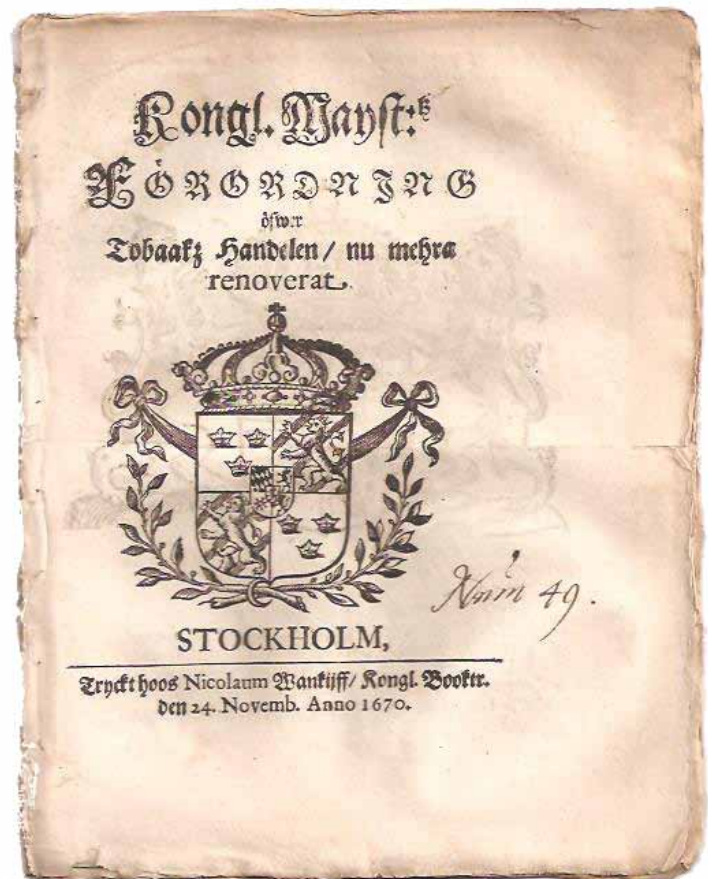 Kongl. Mayst:tz
FÖRORDNING
öfwer
Tobaakz Handelen/ nu mehra
renoverat.
Num 49.
STOCKHOLM,
Tryckt hoos Nicolaum Wankijff/ Kongl. Booktr.
den 24. Novemb. Anno 1670.